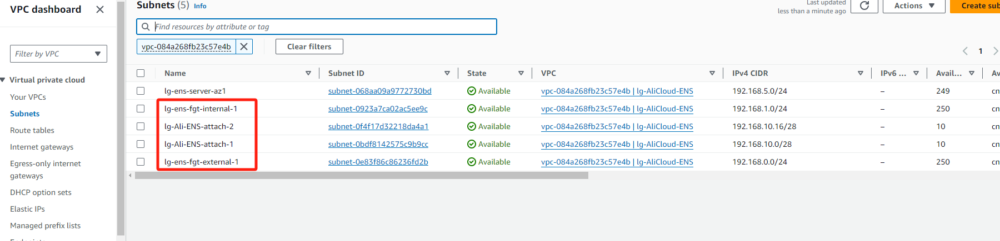 VPC dashboard
Filter by VPC
Virtual private cloud
Your VPCs
Subnets
Route tables
Internet gateways
Egress-only internet
gateways
DHCP option sets
Elastic IPs
Managed prefix lists
Subnets (5) Info
Last updated
less than a minute ago
Actions
Create sub
Find resources by attribute or tag
vpc-084a268fb23c57e4b
Clear filters
1
Name Subnet ID State VPC IPv4 CIDR IPv6 ... Avail... Av
lg-ens-server-az1 subnet-068aa09a9772730bd Available vpc-084a268fb23c57e4b | lg-AliCloud-ENS 192.168.5.0/24 – 249 cn
lg-ens-fgt-internal-1 subnet-0923a7ca02ac5ee9c Available vpc-084a268fb23c57e4b | lg-AliCloud-ENS 192.168.1.0/24 – 250 cn
lg-Ali-ENS-attach-2 subnet-0f4f17d32218da4a1 Available vpc-084a268fb23c57e4b | lg-AliCloud-ENS 192.168.10.16/28 – 10 cn
lg-Ali-ENS-attach-1 subnet-0bdf8142575c9b9cc Available vpc-084a268fb23c57e4b | lg-AliCloud-ENS 192.168.10.0/28 – 10 cn
lg-ens-fgt-external-1 subnet-0e83f86c86236fd2b Available vpc-084a268fb23c57e4b | lg-AliCloud-ENS 192.168.0.0/24 – 250 cn